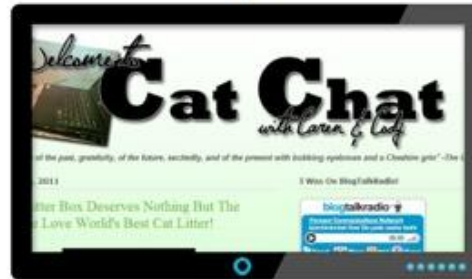 Welcome to
Cat Chat
with Caren & Cody
of the past, gratefully, of the future, excitedly, and of the present with bobbing eyebrows and a Cheshire grin" -The
, 2011
I Was On BlogTalkRadio!
tter Box Deserves Nothing But The
e Love World's Best Cat Litter!
blogtalkradio